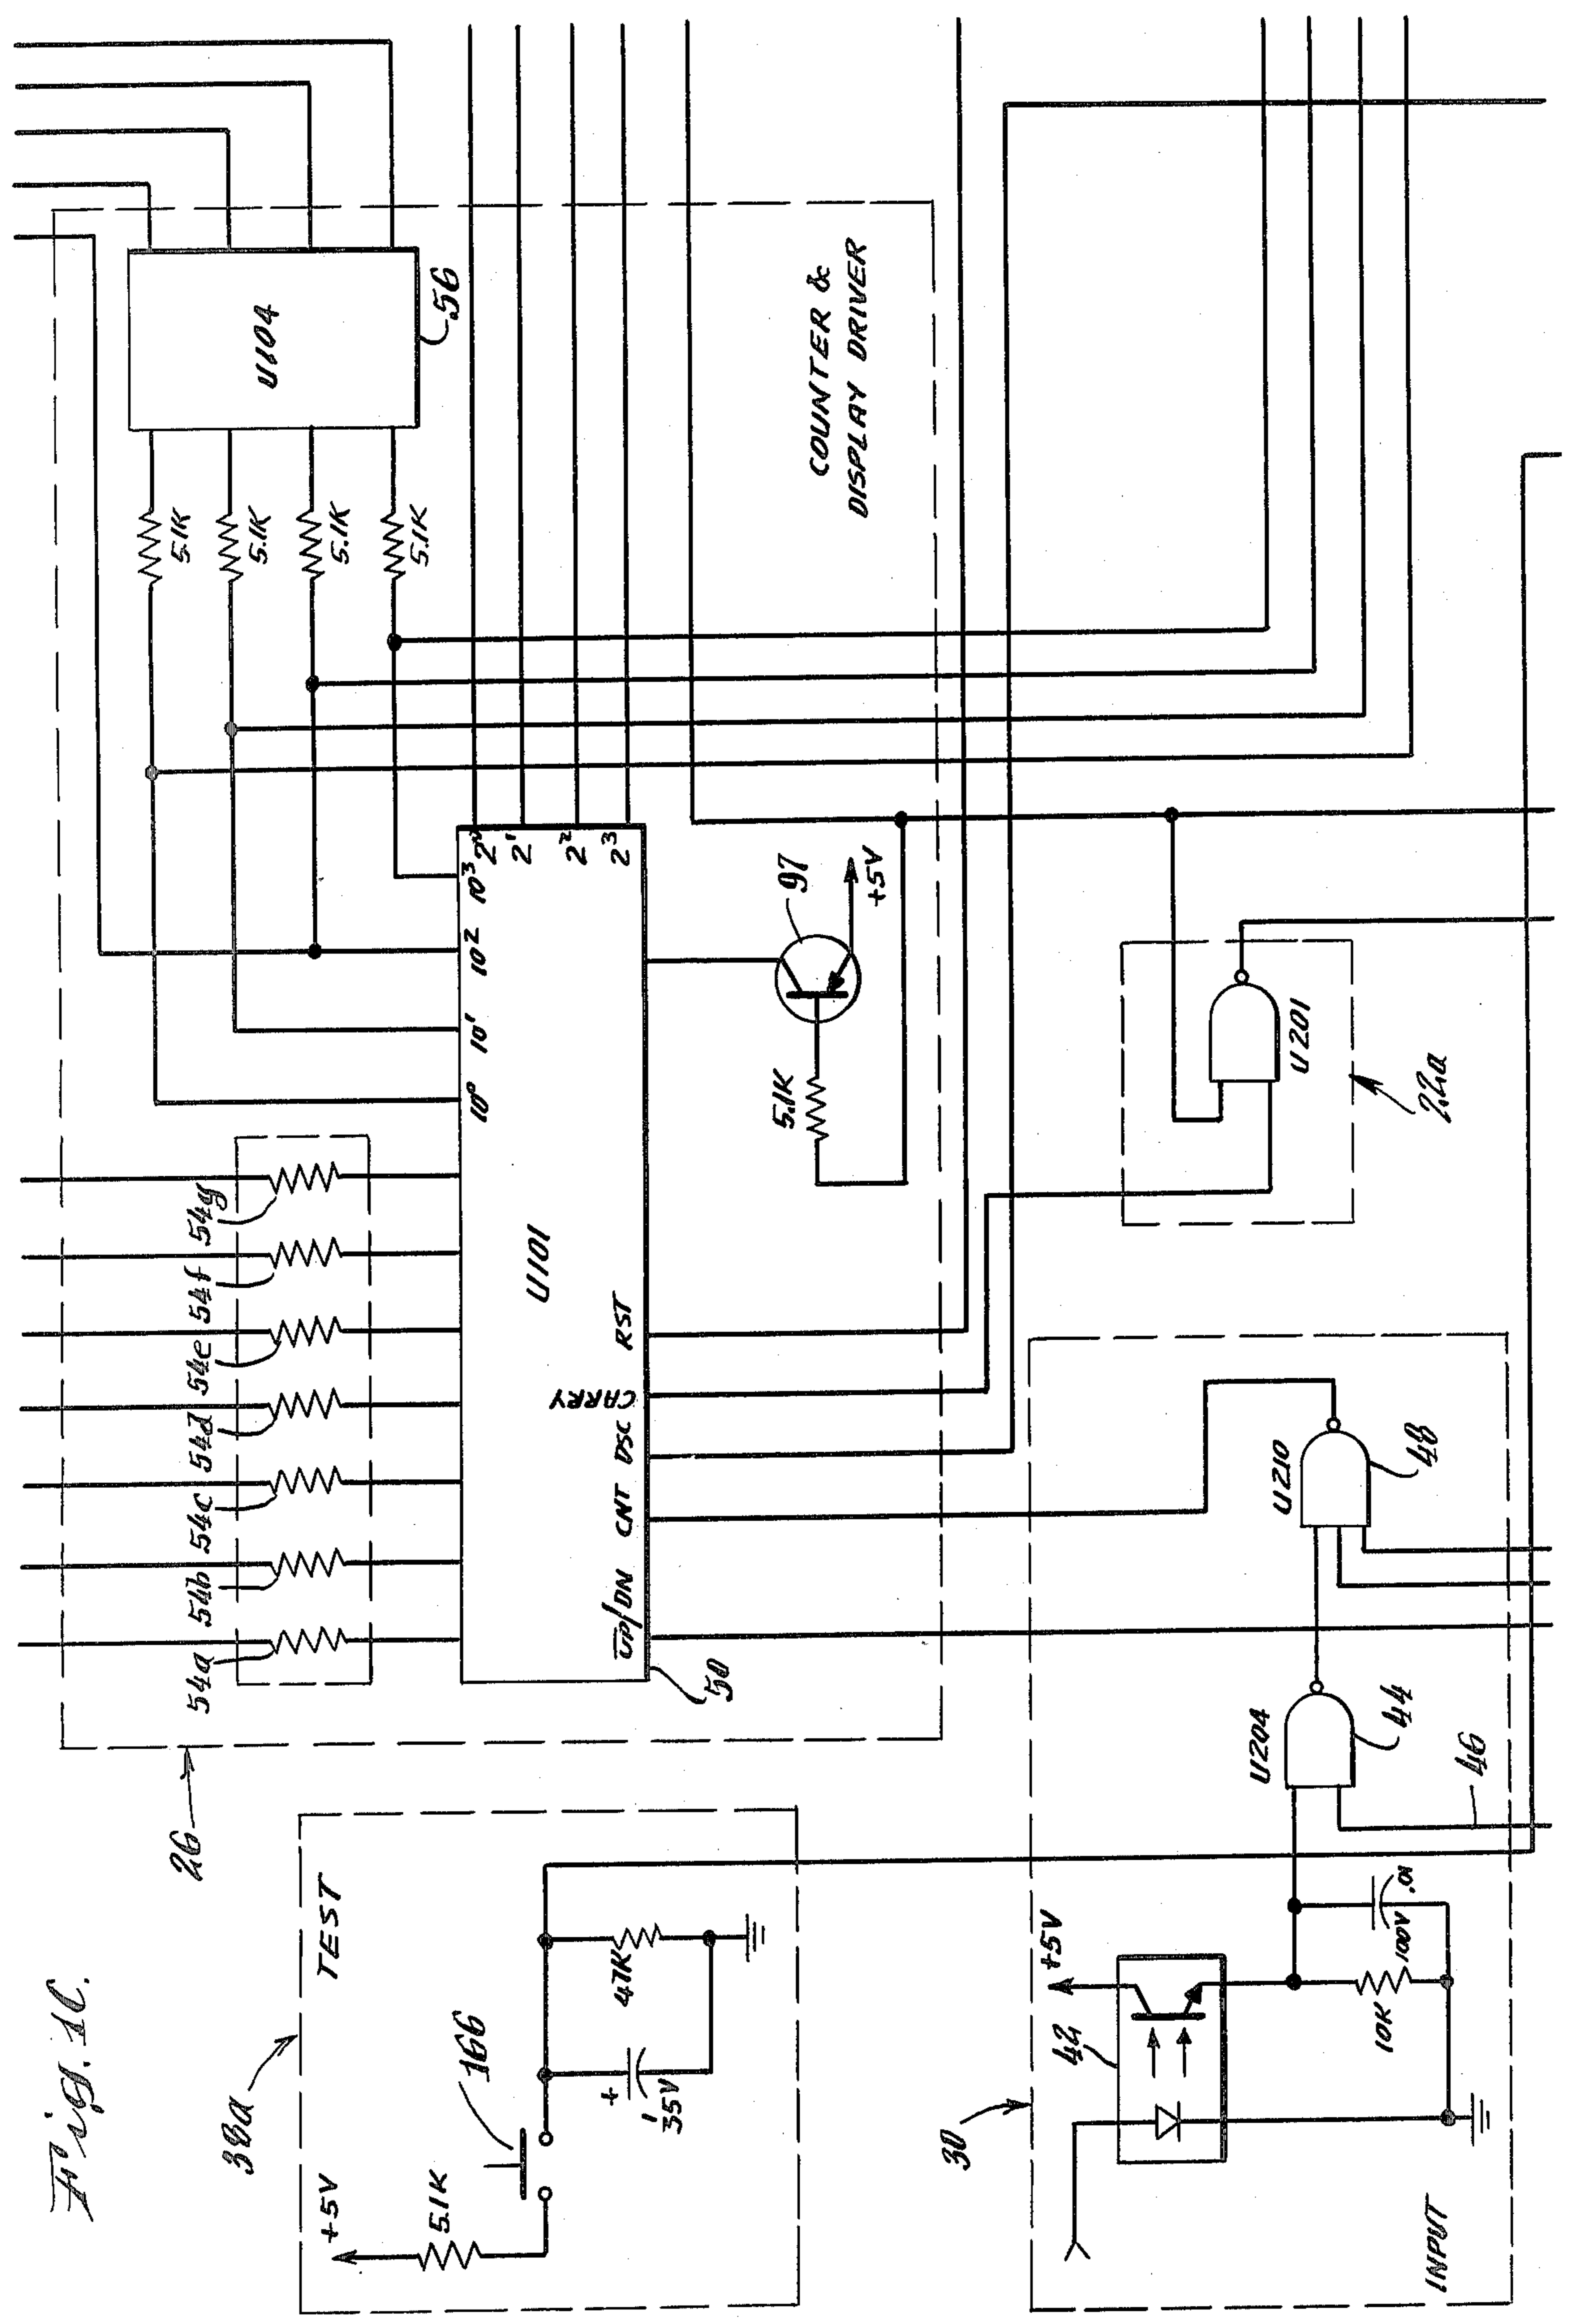 Fig. 1C.
38a
TEST
+5V
5.1K
166
+
1
35V
47K
26
COUNTER &
DISPLAY DRIVER
54a
54b
54c
54d
54e
54f
54g
U101
10⁰
10¹
10²
10³
2⁰
2¹
2²
2³
U̅P̅/DN
CNT
DSC
CARRY
RST
50
5.1K
5.1K
5.1K
5.1K
U104
56
5.1K
97
+5V
30
INPUT
42
+5V
10K
100V
.01
U204
44
46
U210
48
U201
22a